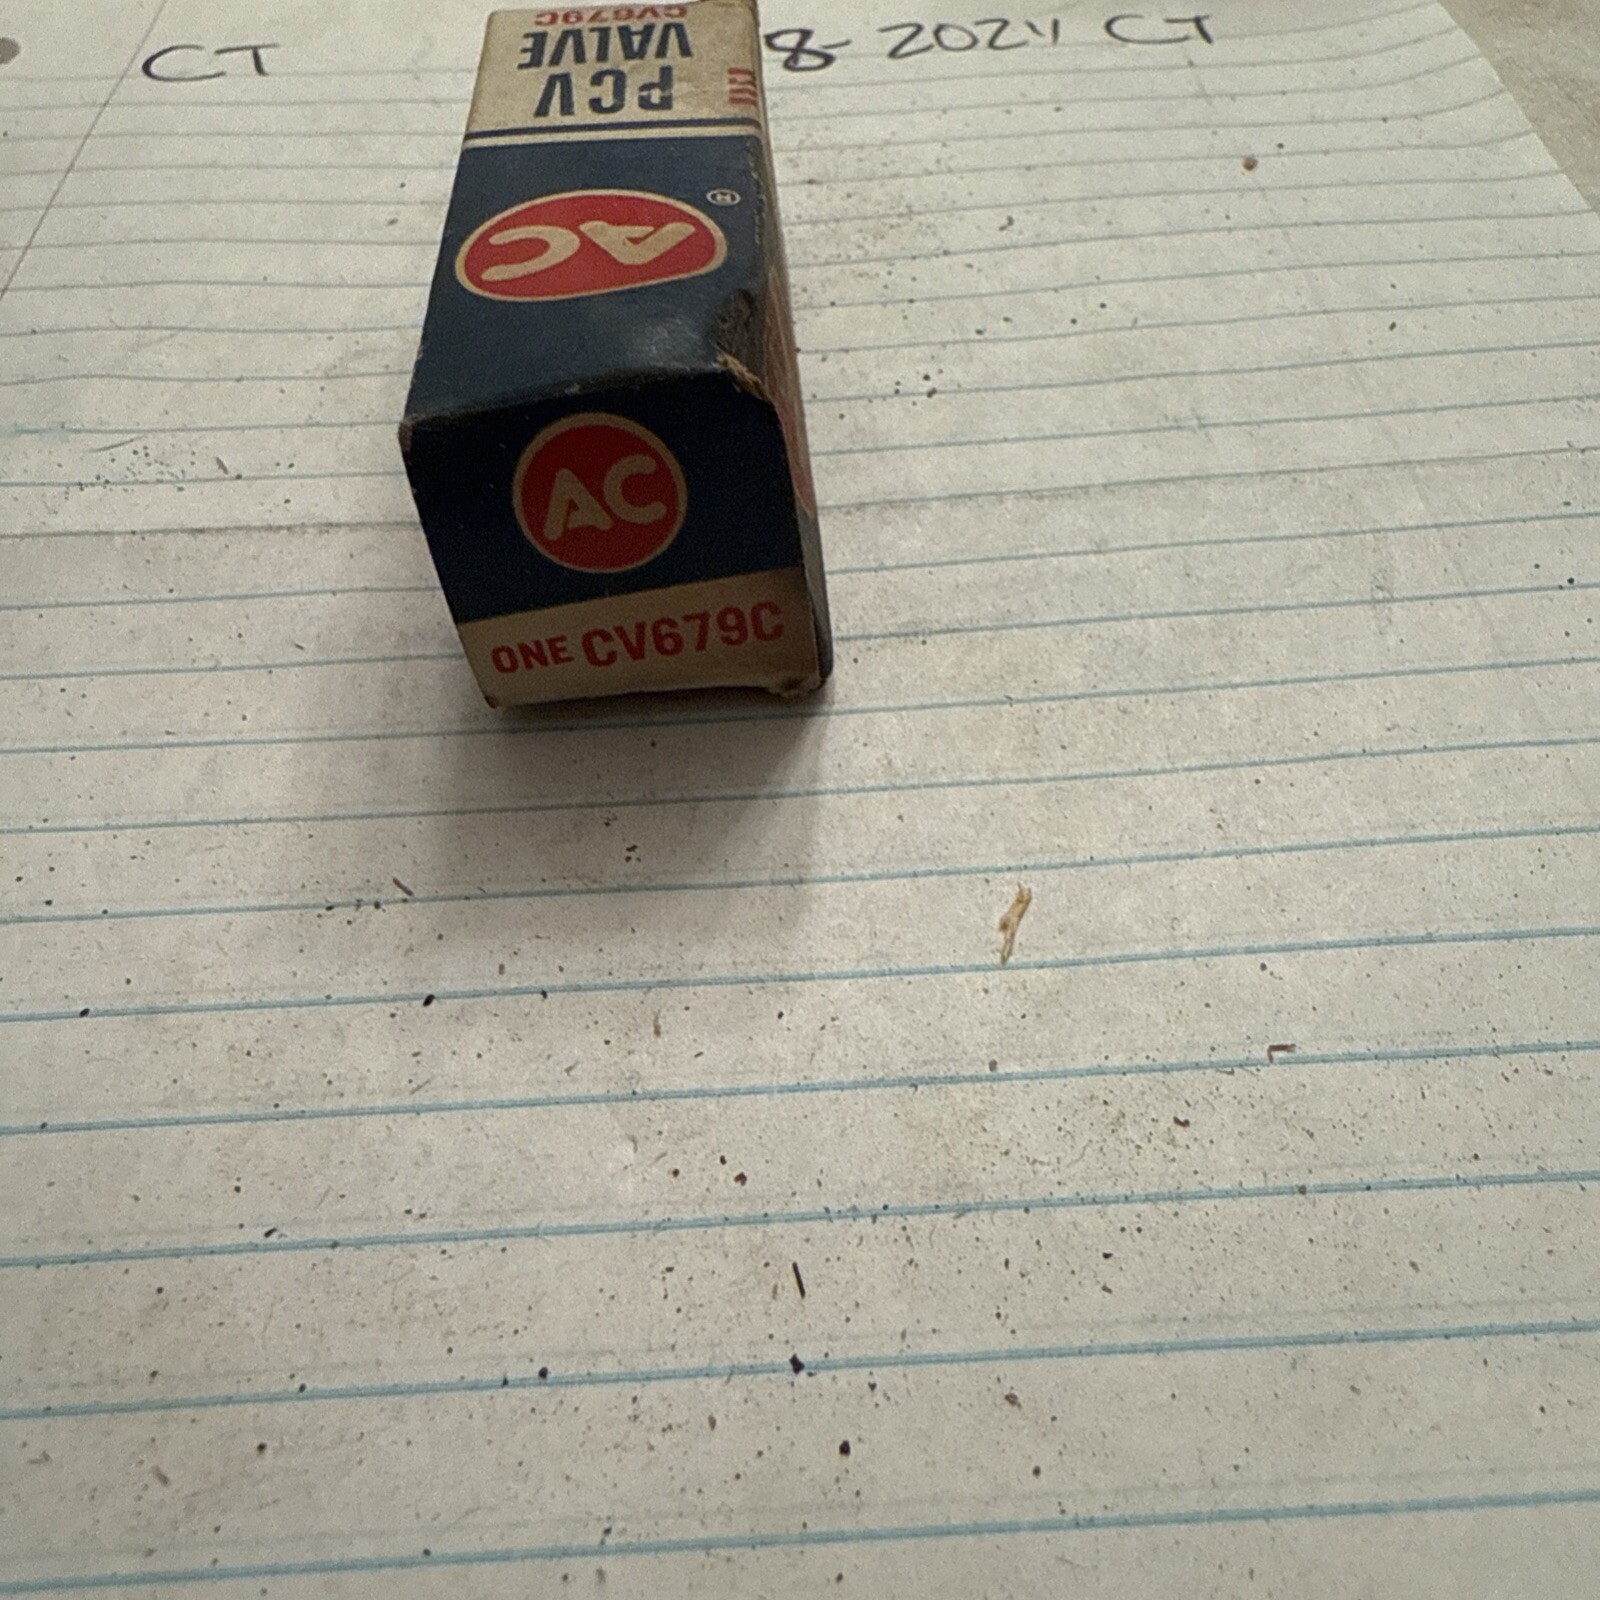 CT
8-2024 CT
CV679C
PCV
VALVE
AC
®
AC
ONE CV679C